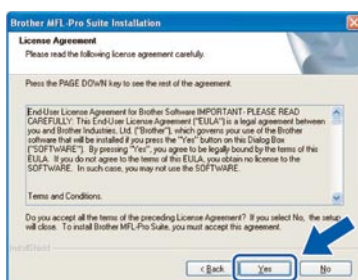 Brother MFL-Pro Suite Installation
License Agreement
Please read the following license agreement carefully.
Press the PAGE DOWN key to see the rest of the agreement.
End-User License Agreement for Brother Software IMPORTANT- PLEASE READ
CAREFULLY: This End-User License Agreement ("EULA") is a legal agreement between
you and Brother Industries, Ltd. ("Brother"), which governs your use of the Brother
software that will be installed if you press the "Yes" button on this Dialog Box
("SOFTWARE"). By pressing "Yes", you agree to be legally bound by the terms of this
EULA. If you do not agree to the terms of this EULA, you obtain no license to the
SOFTWARE. In such case, you may not use the SOFTWARE.
Terms and Conditions.
Do you accept all the terms of the preceding License Agreement? If you select No, the setup
will close. To install Brother MFL-Pro Suite, you must accept this agreement.
InstallShield
< Back Yes No